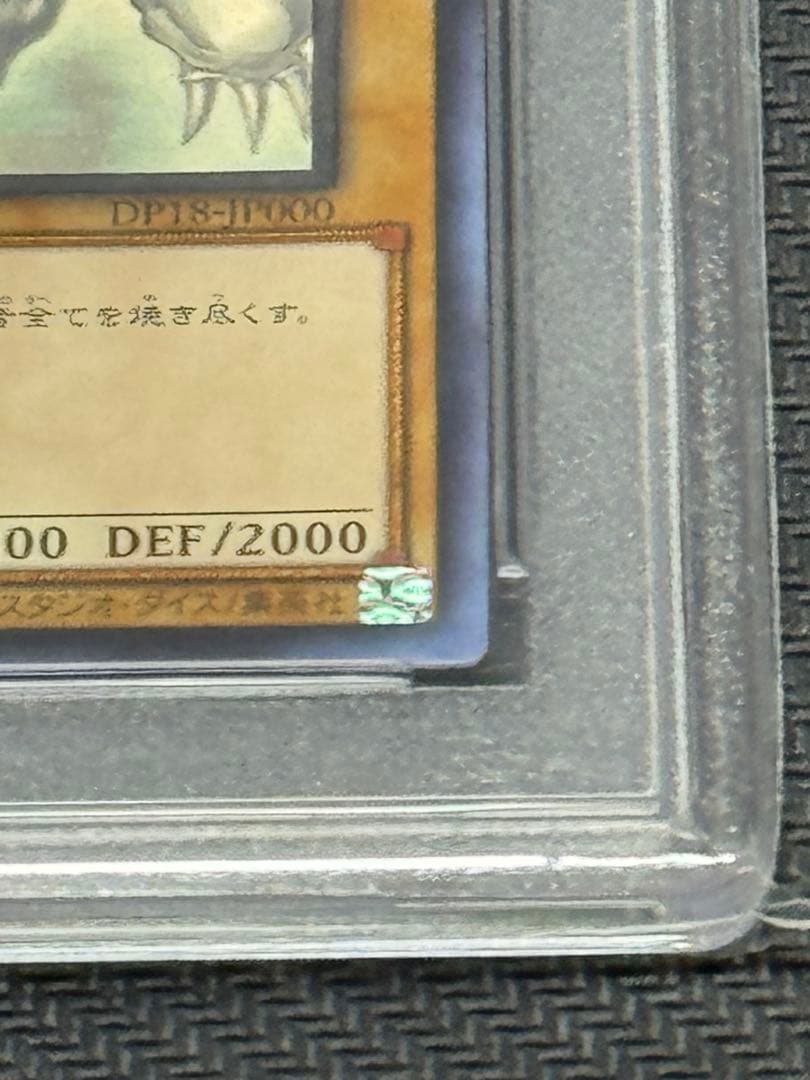 DP18-JP000
全てを焼き尽くす。
00 DEF/2000
スタジオ・ダイス/集英社